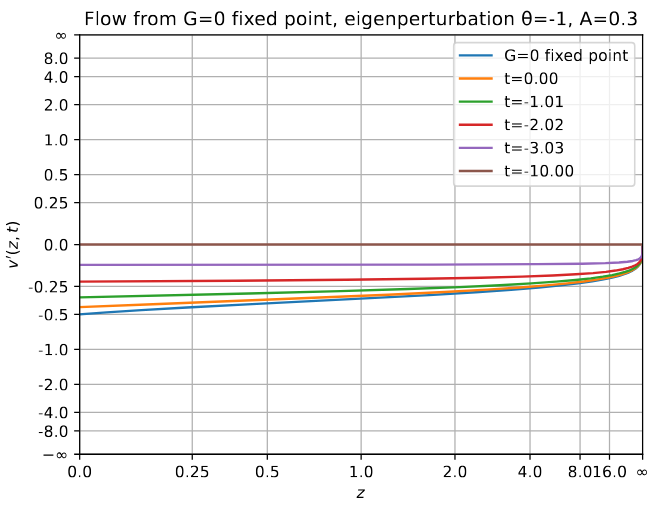 Flow from G=0 fixed point, eigenperturbation θ=-1, A=0.3
∞
8.0
4.0
2.0
1.0
0.5
0.25
0.0
-0.25
-0.5
-1.0
-2.0
-4.0
-8.0
−∞
v′(z, t)
G=0 fixed point
t=0.00
t=-1.01
t=-2.02
t=-3.03
t=-10.00
0.0 0.25 0.5 1.0 2.0 4.0 8.0 16.0 ∞
z